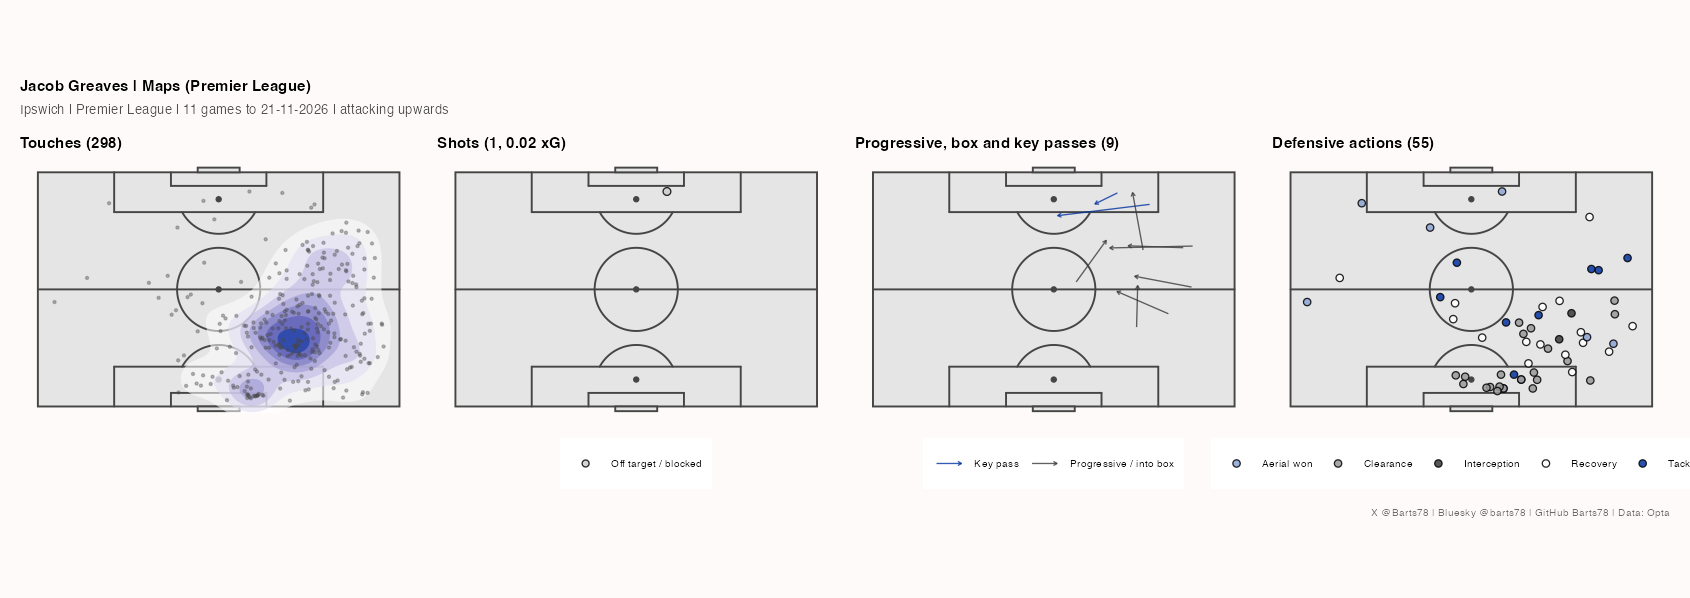 Jacob Greaves | Maps (Premier League)
Ipswich | Premier League | 11 games to 21-11-2026 | attacking upwards
Touches (298)
Shots (1, 0.02 xG)
Progressive, box and key passes (9)
Defensive actions (55)
Off target / blocked
Key pass
Progressive / into box
Aerial won
Clearance
Interception
Recovery
Tack
X @Barts78 | Bluesky @barts78 | GitHub Barts78 | Data: Opta